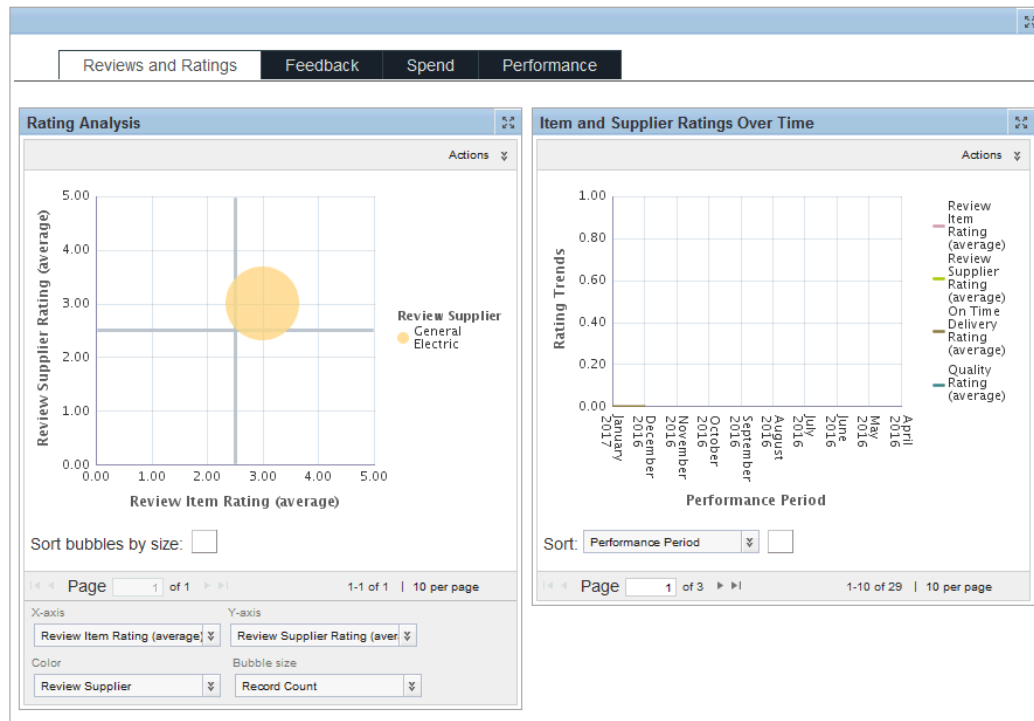 Reviews and Ratings Feedback Spend Performance
Rating Analysis
Actions
Review Supplier Rating (average)
5.00
4.00
3.00
2.00
1.00
0.00
0.00 1.00 2.00 3.00 4.00 5.00
Review Item Rating (average)
Review Supplier
General
Electric
Sort bubbles by size:
Page 1 of 1 1-1 of 1 | 10 per page
X-axis Y-axis
Review Item Rating (average) Review Supplier Rating (aver
Color Bubble size
Review Supplier Record Count
Item and Supplier Ratings Over Time
Actions
Rating Trends
1.00
0.80
0.60
0.40
0.20
0.00
January
2017
December
2016
November
2016
October
2016
September
2016
August
2016
July
2016
June
2016
May
2016
April
2016
Performance Period
Review
Item
Rating
(average)
Review
Supplier
Rating
(average)
On Time
Delivery
Rating
(average)
Quality
Rating
(average)
Sort: Performance Period
Page 1 of 3 1-10 of 29 | 10 per page